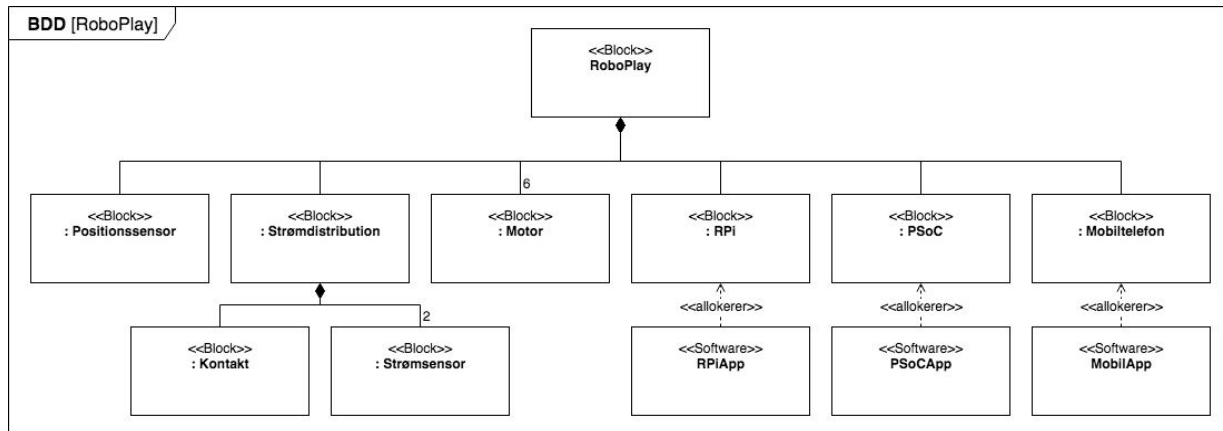 BDD [RoboPlay]
<<Block>>
RoboPlay
6
<<Block>>
: Positionssensor
<<Block>>
: Strømdistribution
<<Block>>
: Motor
<<Block>>
: RPi
<<Block>>
: PSoC
<<Block>>
: Mobiltelefon
<<allokerer>>
<<allokerer>>
<<allokerer>>
2
<<Block>>
: Kontakt
<<Block>>
: Strømsensor
<<Software>>
RPiApp
<<Software>>
PSoCApp
<<Software>>
MobilApp